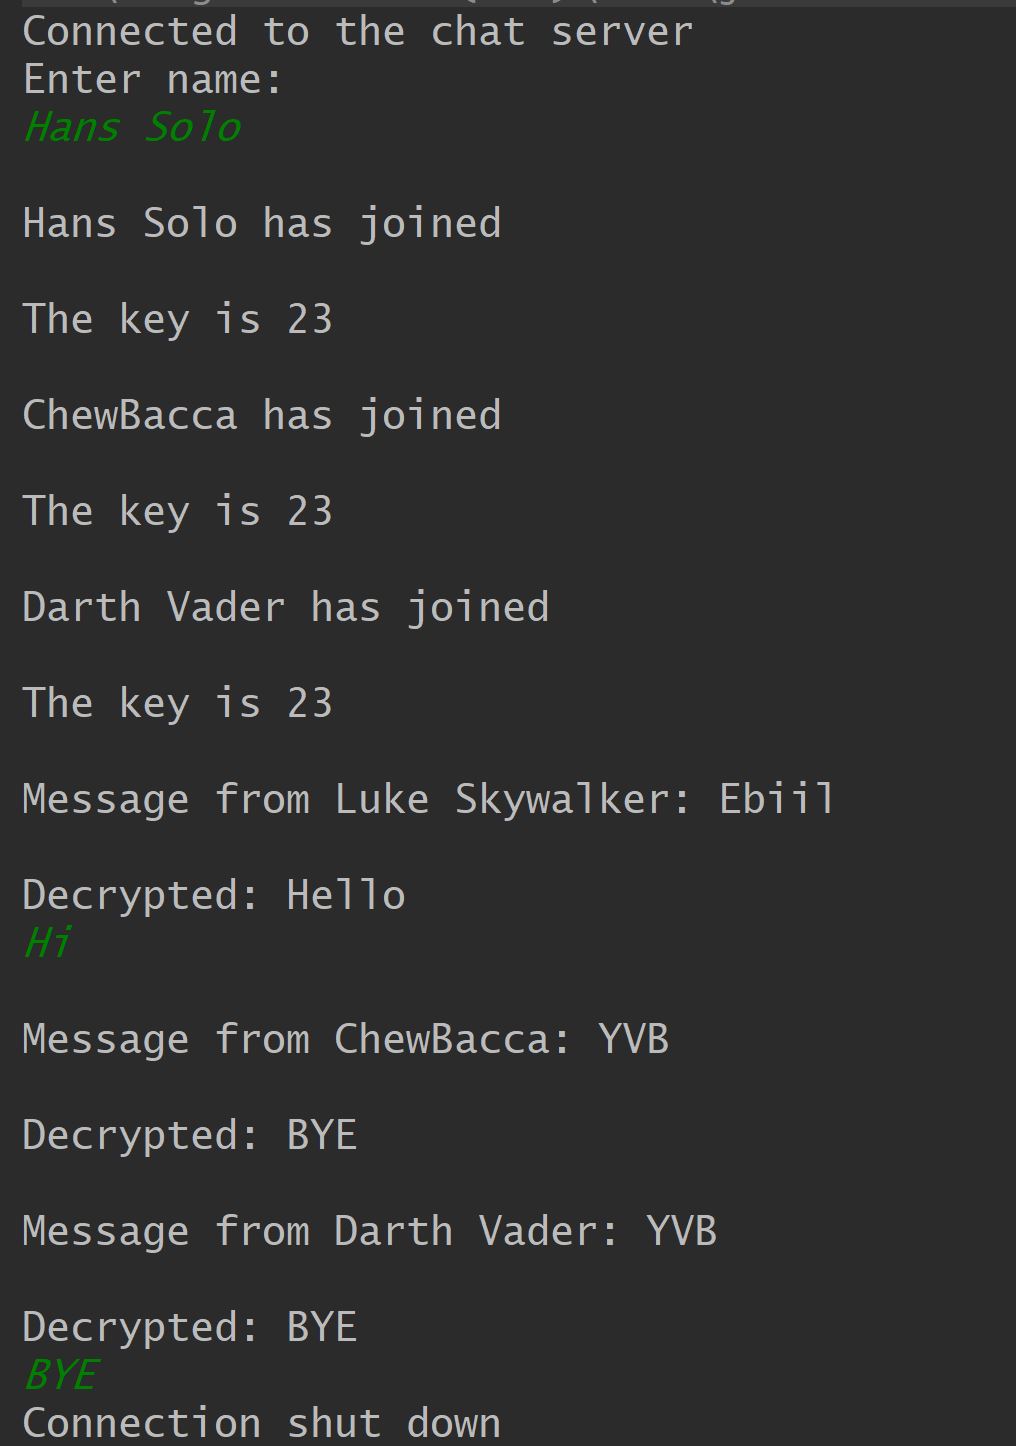 Connected to the chat server
Enter name:
Hans Solo
Hans Solo has joined
The key is 23
ChewBacca has joined
The key is 23
Darth Vader has joined
The key is 23
Message from Luke Skywalker: Ebiil
Decrypted: Hello
Hi
Message from ChewBacca: YVB
Decrypted: BYE
Message from Darth Vader: YVB
Decrypted: BYE
BYE
Connection shut down